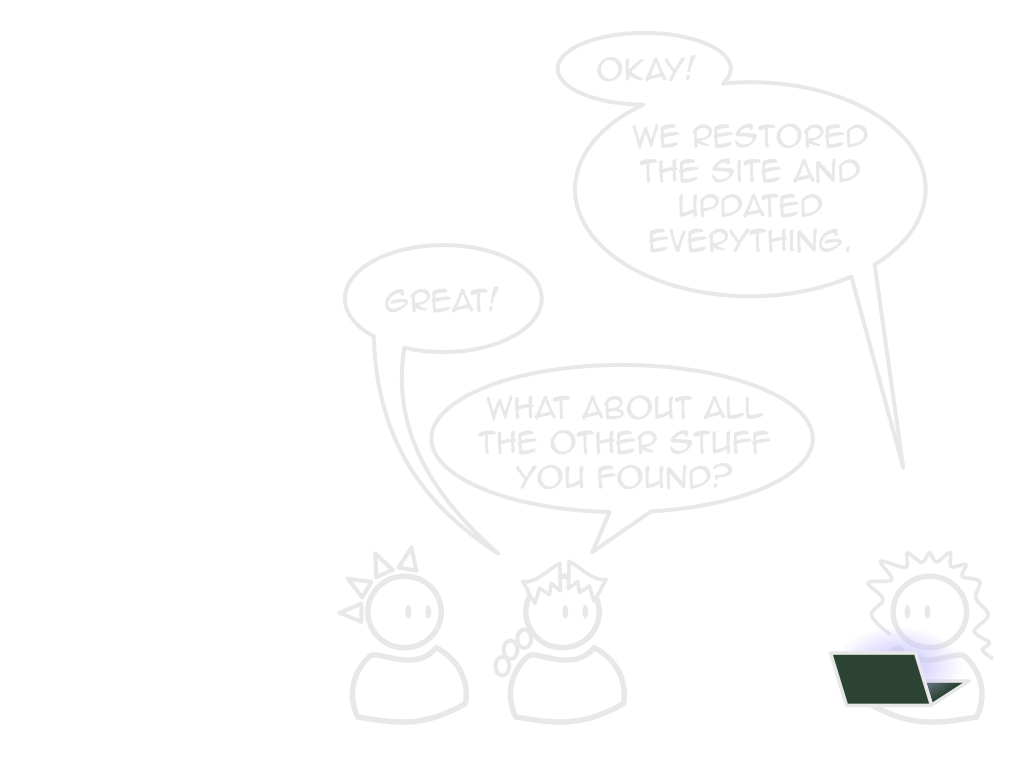 OKAY!
WE RESTORED
THE SITE AND
UPDATED
EVERYTHING.
GREAT!
WHAT ABOUT ALL
THE OTHER STUFF
YOU FOUND?